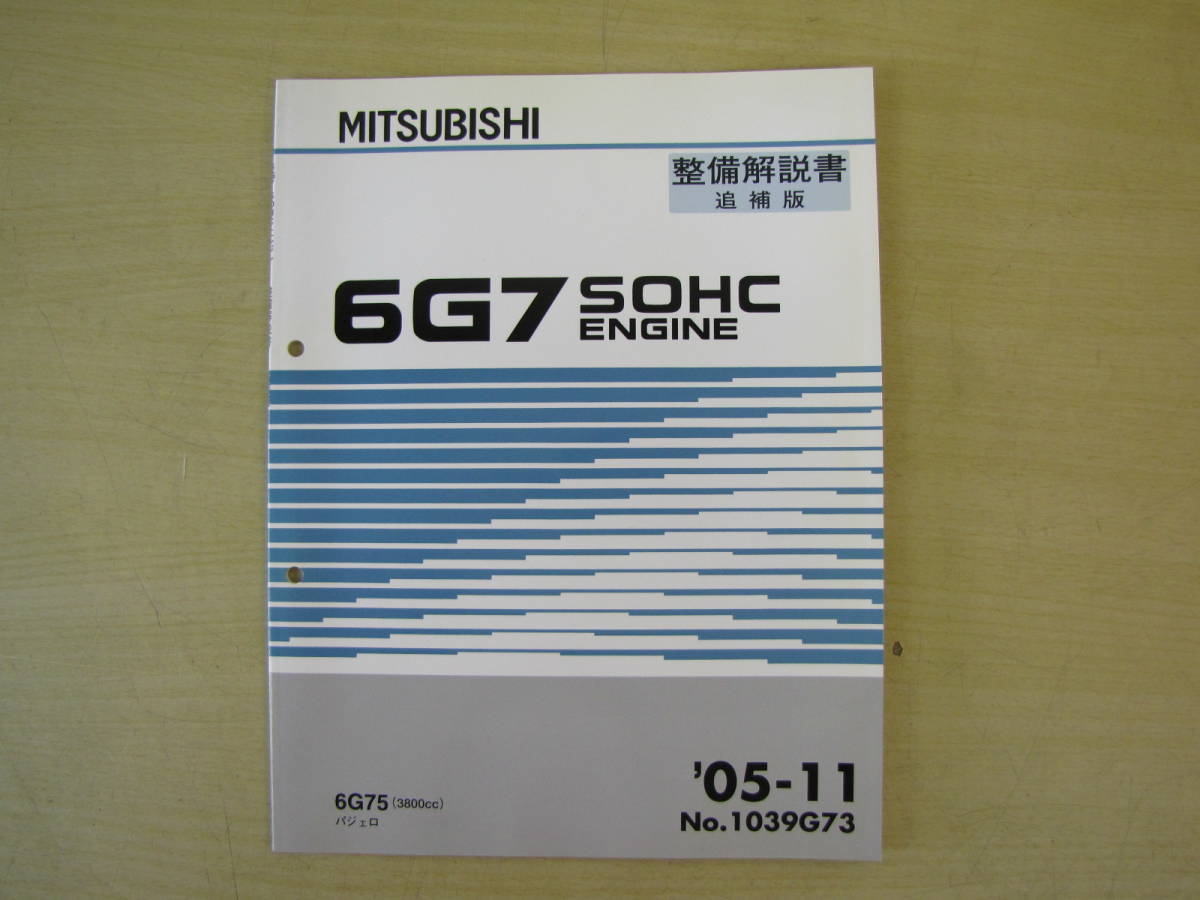 MITSUBISHI
整備解説書
追補版
6G7 SOHC
ENGINE
'05-11
No.1039G73
6G75 (3800cc)
パジェロ